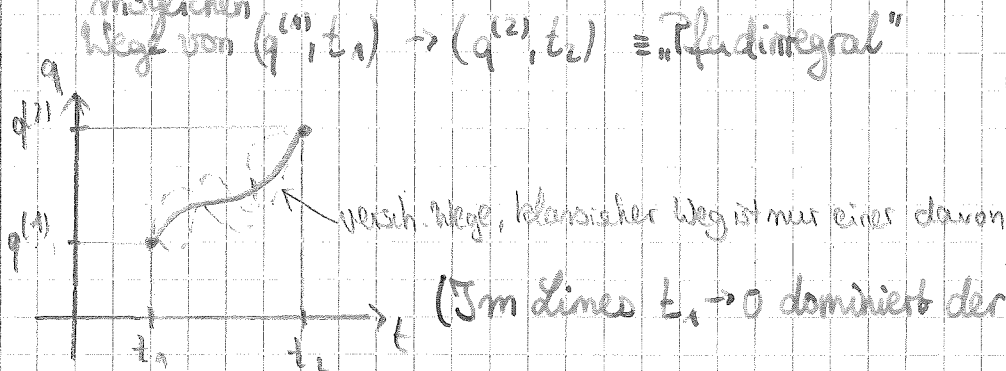 möglichen
Wege von (q⁽¹⁾, t₁) → (q⁽²⁾, t₂) ≡ „Pfadintegral"
q
q⁽²⁾
versch. Wege, klassischer Weg ist nur einer davon
q⁽¹⁾
(Im Limes t₁ → 0 dominiert der
t
t₁ t₂